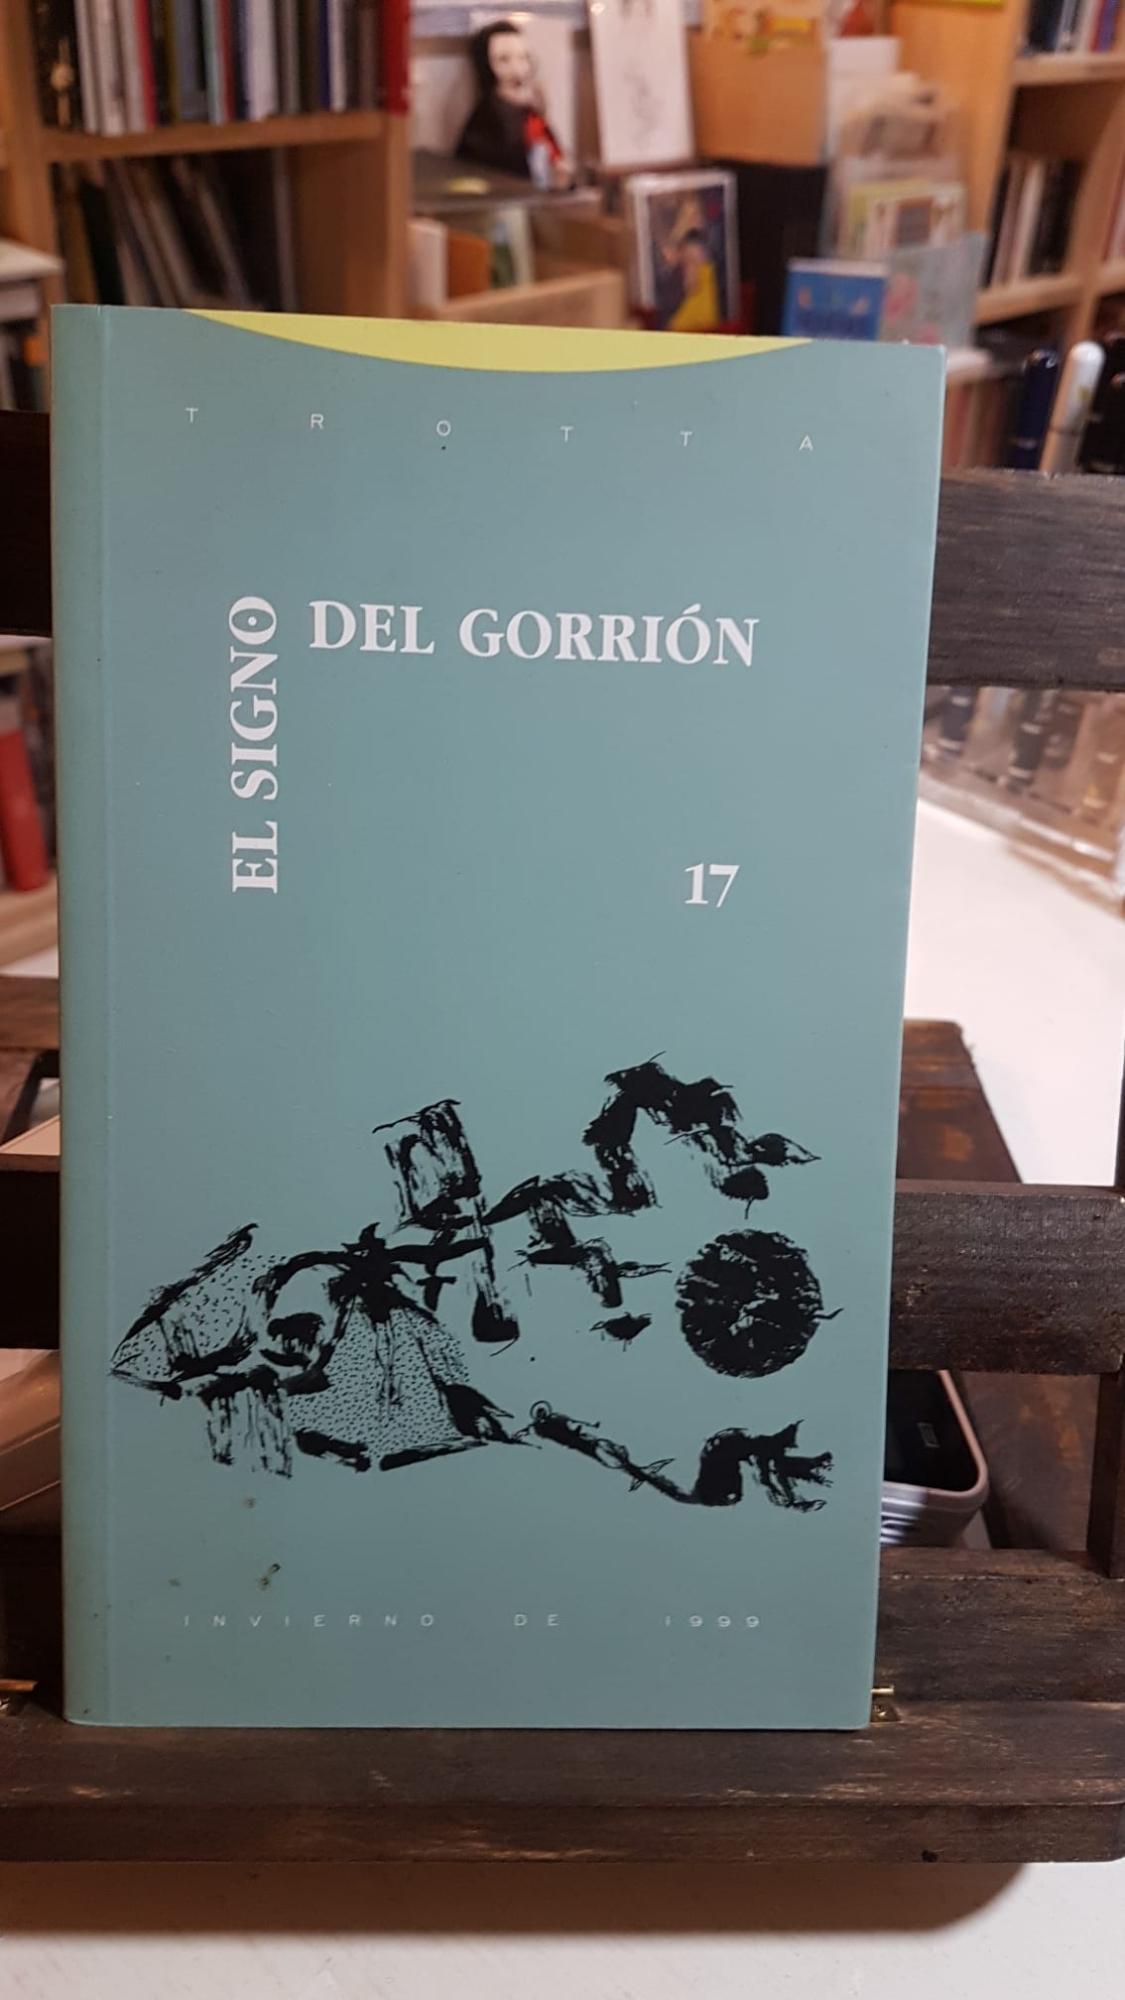 TROTTA
EL SIGNO
DEL GORRIÓN
17
INVIERNO DE 1999